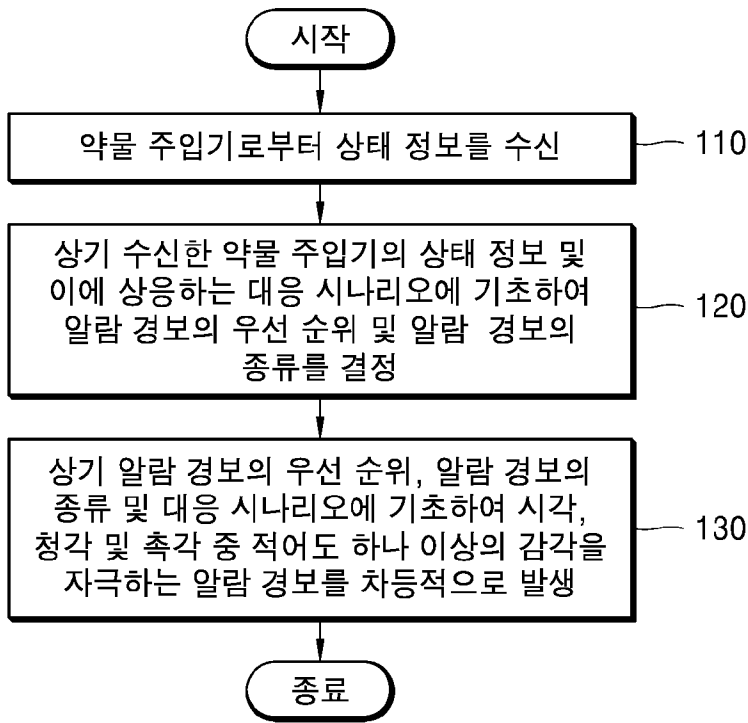 시작
약물 주입기로부터 상태 정보를 수신
110
상기 수신한 약물 주입기의 상태 정보 및
이에 상응하는 대응 시나리오에 기초하여
알람 경보의 우선 순위 및 알람 경보의
종류를 결정
120
상기 알람 경보의 우선 순위, 알람 경보의
종류 및 대응 시나리오에 기초하여 시각,
청각 및 촉각 중 적어도 하나 이상의 감각을
자극하는 알람 경보를 차등적으로 발생
130
종료